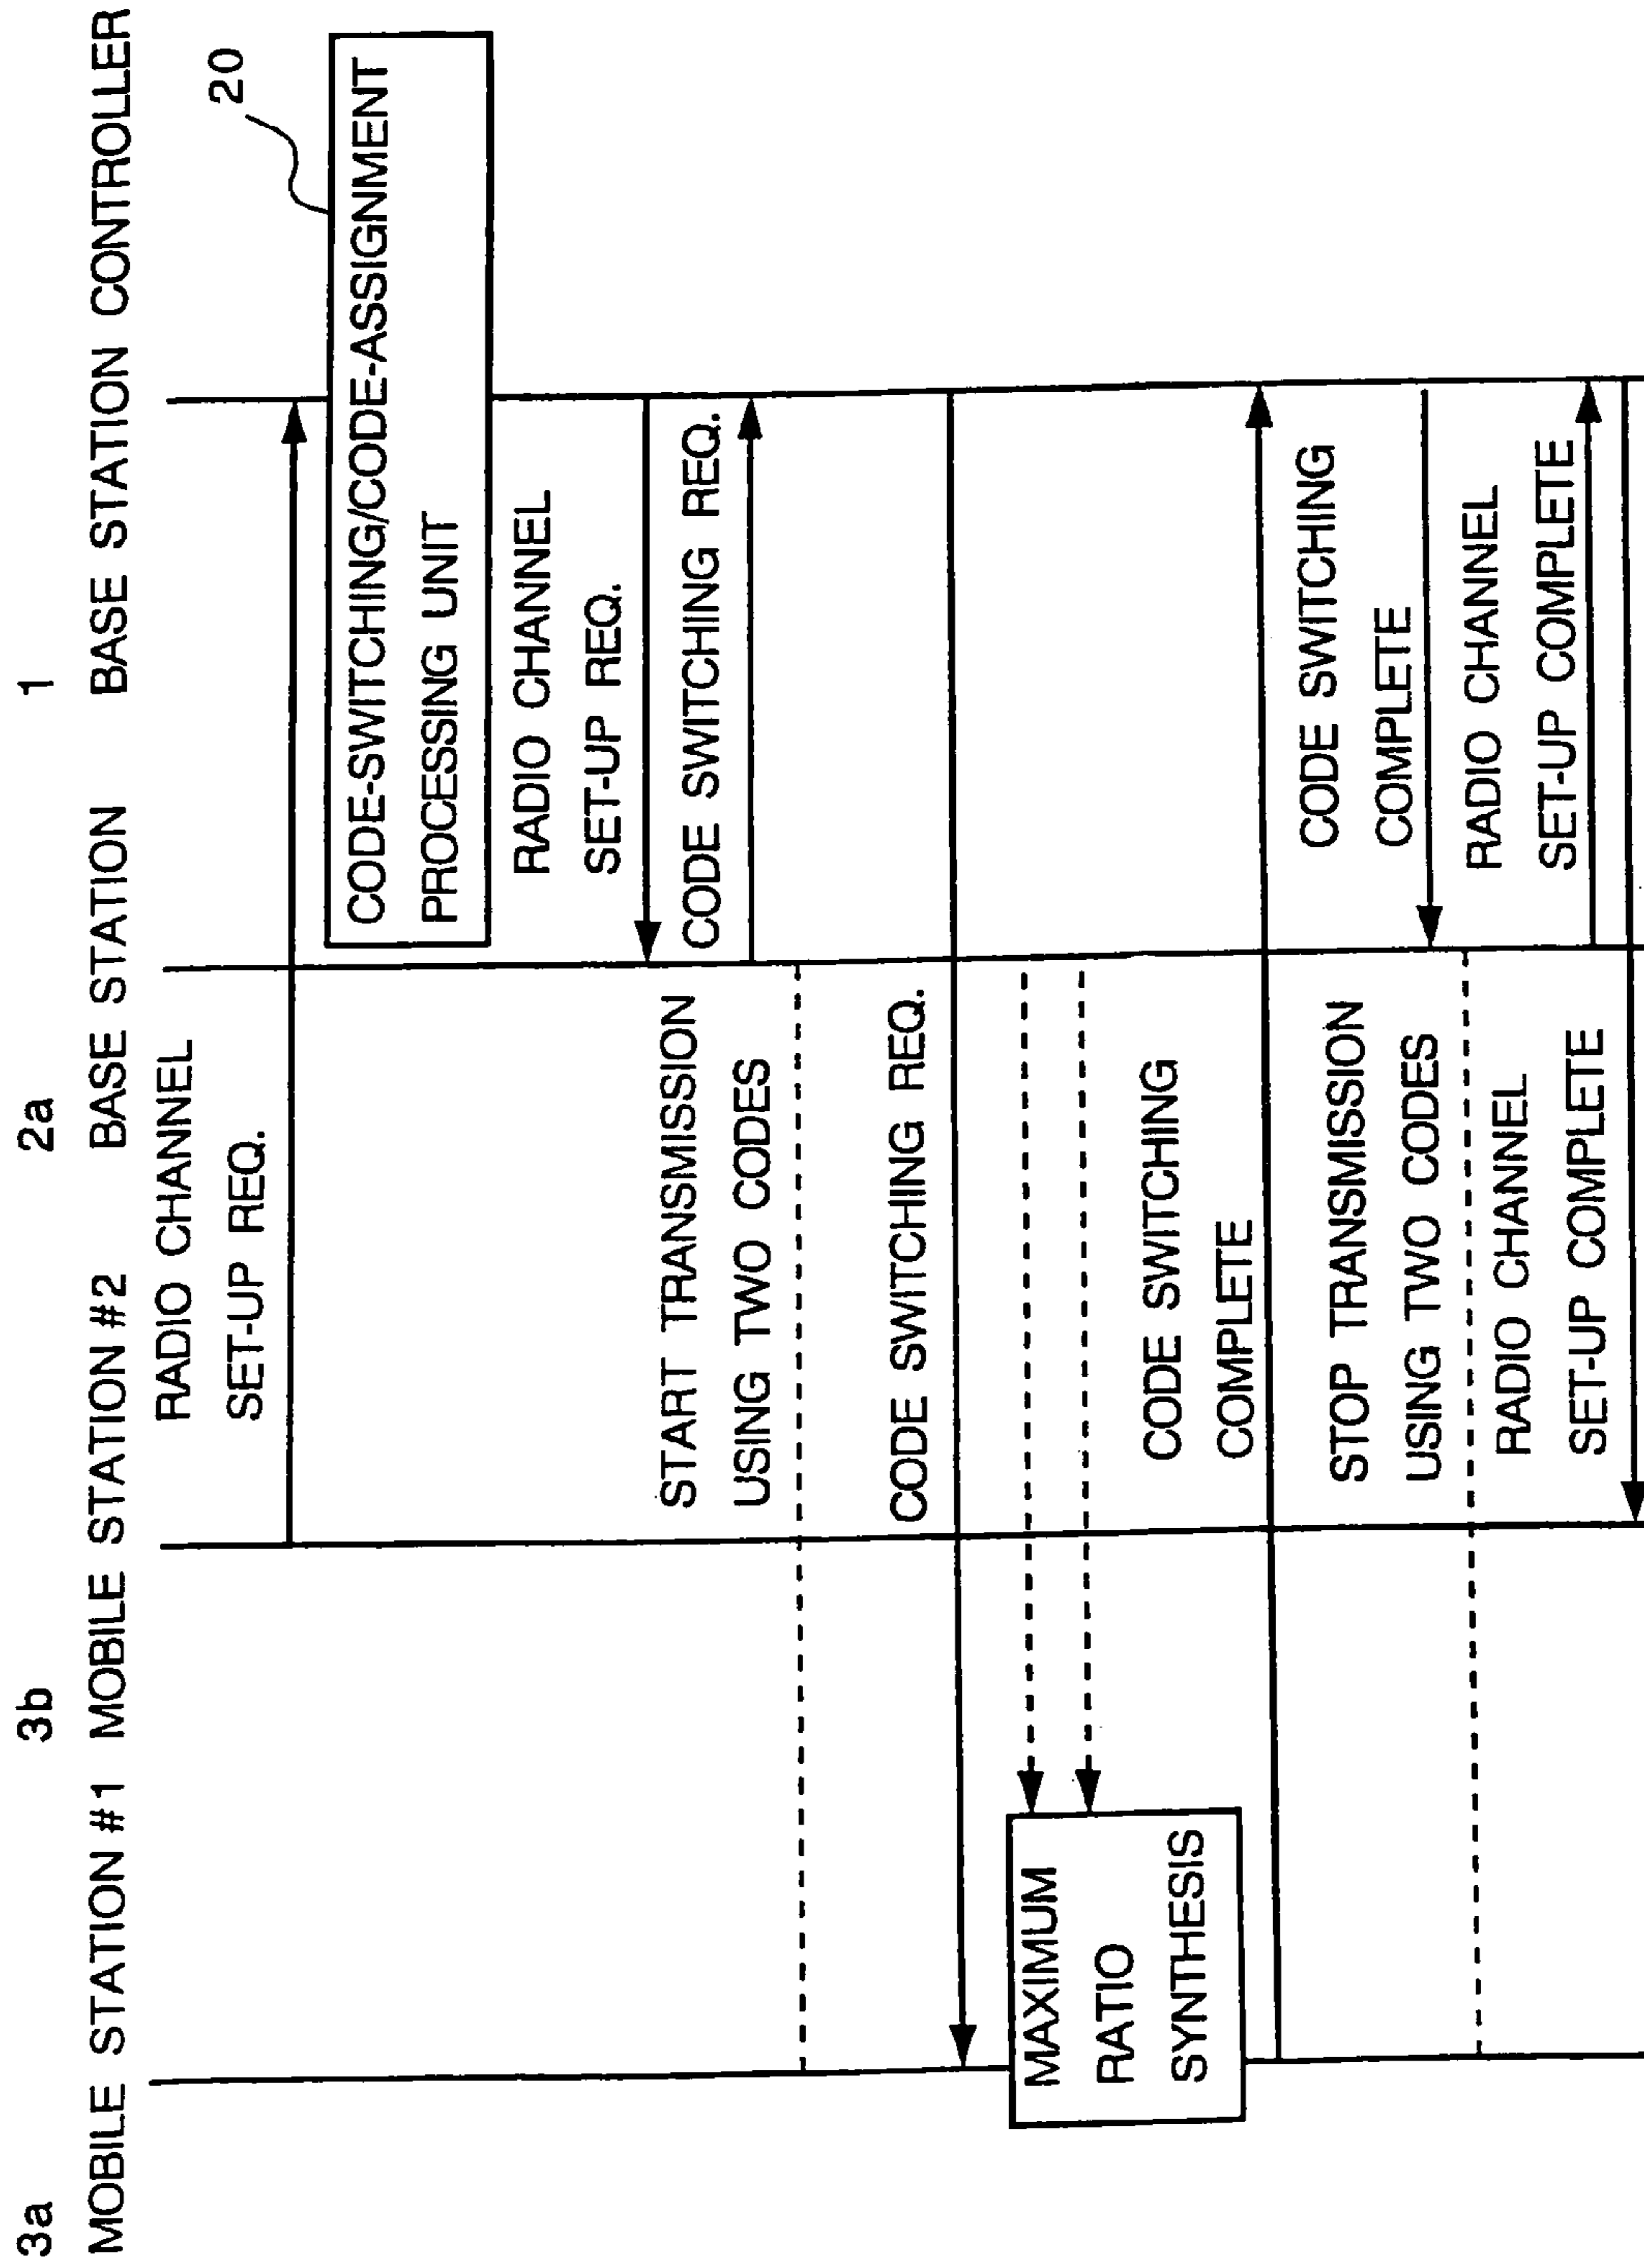 3a
3b
2a
1
MOBILE STATION #1
MOBILE STATION #2
BASE STATION
BASE STATION CONTROLLER
RADIO CHANNEL
SET-UP REQ.
20
CODE-SWITCHING/CODE-ASSIGNMENT
PROCESSING UNIT
RADIO CHANNEL
SET-UP REQ.
CODE SWITCHING REQ.
START TRANSMISSION
USING TWO CODES
CODE SWITCHING REQ.
MAXIMUM
RATIO
SYNTHESIS
CODE SWITCHING
COMPLETE
CODE SWITCHING
COMPLETE
STOP TRANSMISSION
USING TWO CODES
RADIO CHANNEL
SET-UP COMPLETE
RADIO CHANNEL
SET-UP COMPLETE